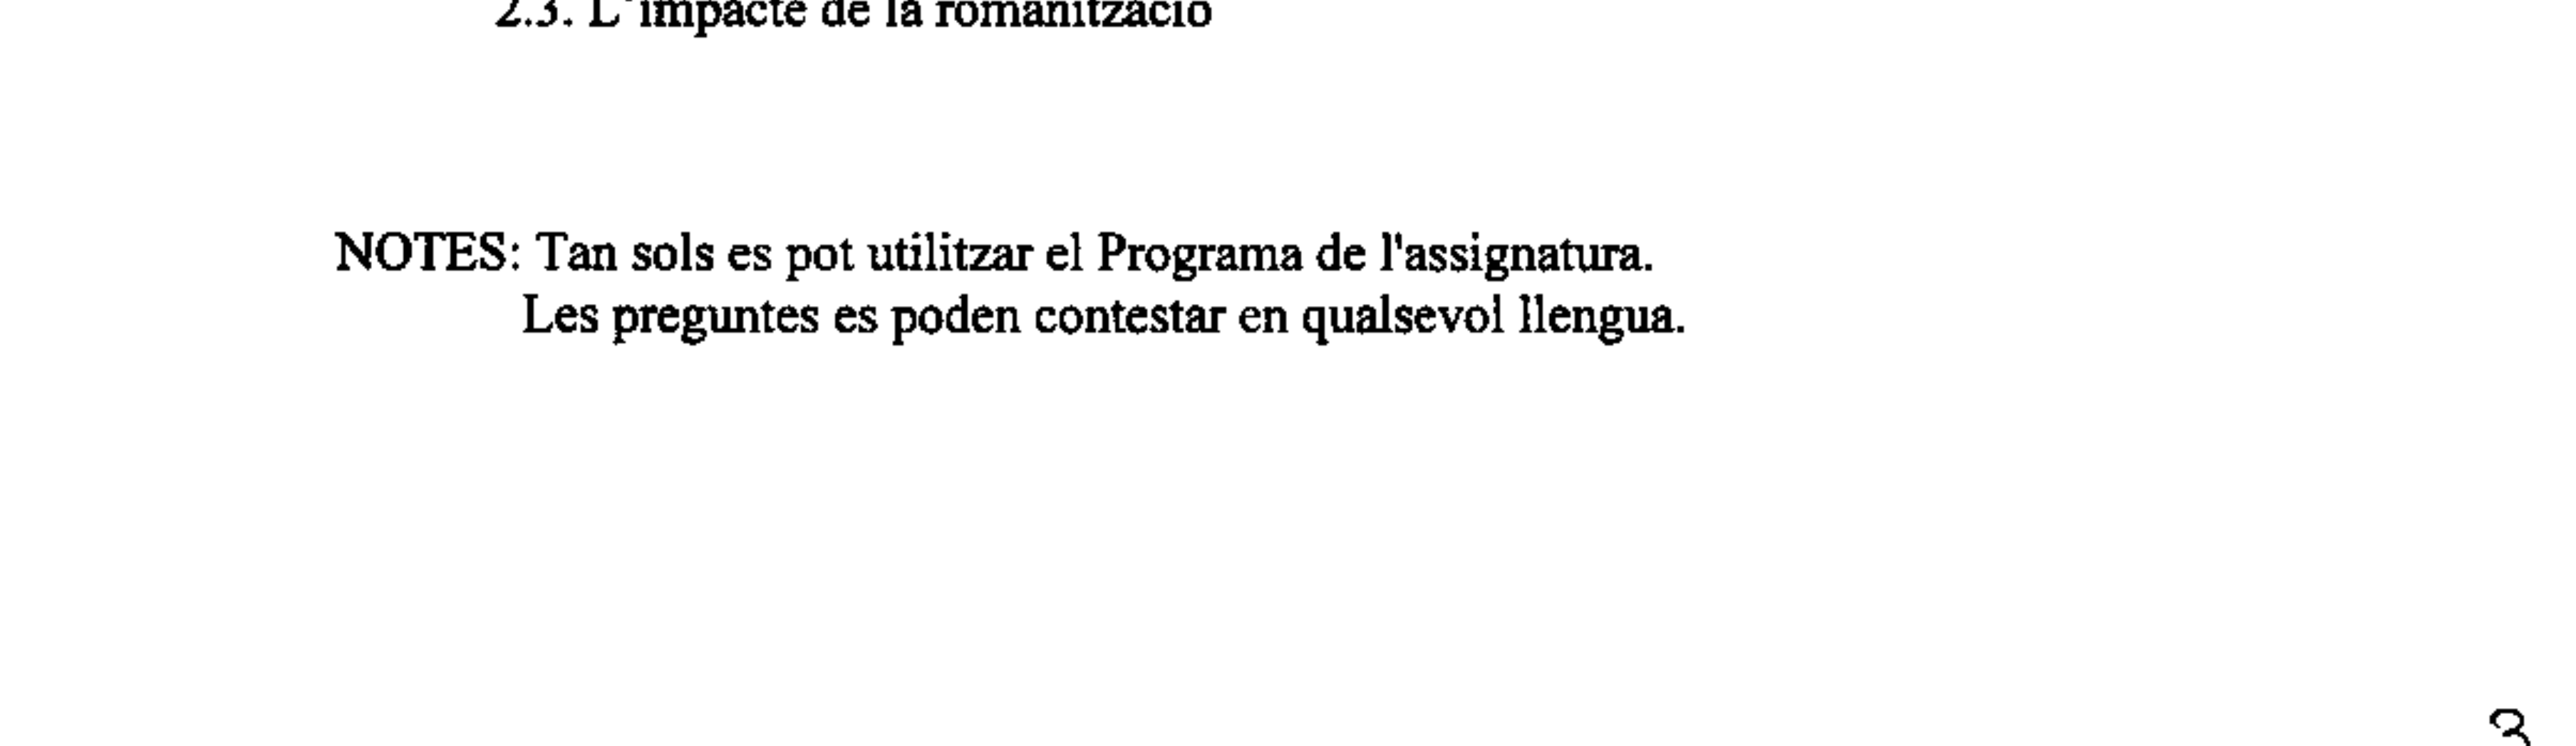 2.3. L'impacte de la romanització
NOTES: Tan sols es pot utilitzar el Programa de l'assignatura.
Les preguntes es poden contestar en qualsevol llengua.